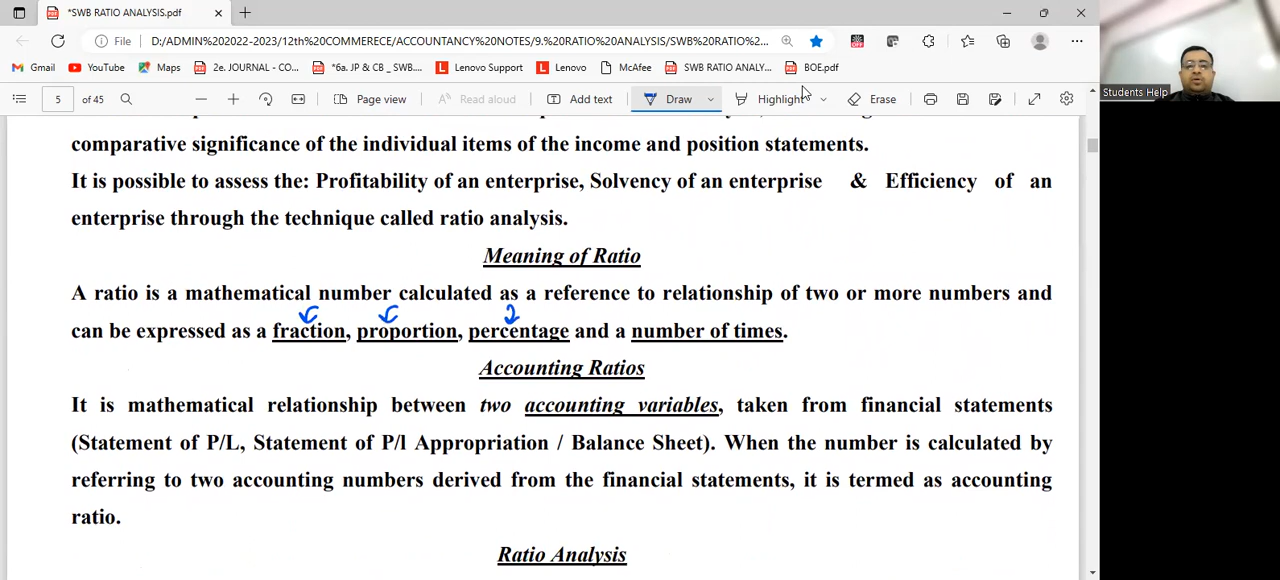 *SWB RATIO ANALYSIS.pdf
File D:/ADMIN%202022-2023/12th%20COMMERECE/ACCOUNTANCY%20NOTES/9.%20RATIO%20ANALYSIS/SWB%20RATIO%2...
Gmail YouTube Maps 2e. JOURNAL - CO... *6a. JP & CB _ SWB.... Lenovo Support Lenovo McAfee SWB RATIO ANALY... BOE.pdf
5 of 45 Page view Read aloud Add text Draw Highlight Erase
Students Help
comparative significance of the individual items of the income and position statements.
It is possible to assess the: Profitability of an enterprise, Solvency of an enterprise & Efficiency of an
enterprise through the technique called ratio analysis.
Meaning of Ratio
A ratio is a mathematical number calculated as a reference to relationship of two or more numbers and
can be expressed as a fraction, proportion, percentage and a number of times.
Accounting Ratios
It is mathematical relationship between two accounting variables, taken from financial statements
(Statement of P/L, Statement of P/l Appropriation / Balance Sheet). When the number is calculated by
referring to two accounting numbers derived from the financial statements, it is termed as accounting
ratio.
Ratio Analysis